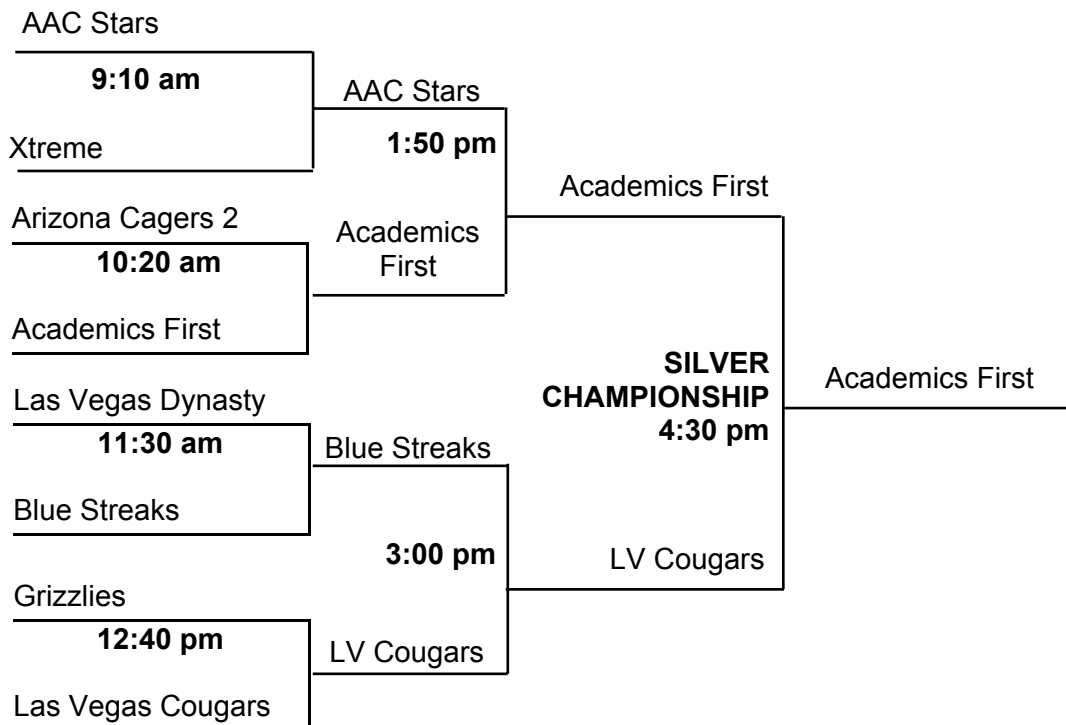 AAC Stars
9:10 am
Xtreme
AAC Stars
1:50 pm
Arizona Cagers 2
10:20 am
Academics First
Academics
First
Academics First
Las Vegas Dynasty
11:30 am
Blue Streaks
Blue Streaks
3:00 pm
Grizzlies
12:40 pm
Las Vegas Cougars
LV Cougars
LV Cougars
SILVER
CHAMPIONSHIP
4:30 pm
Academics First